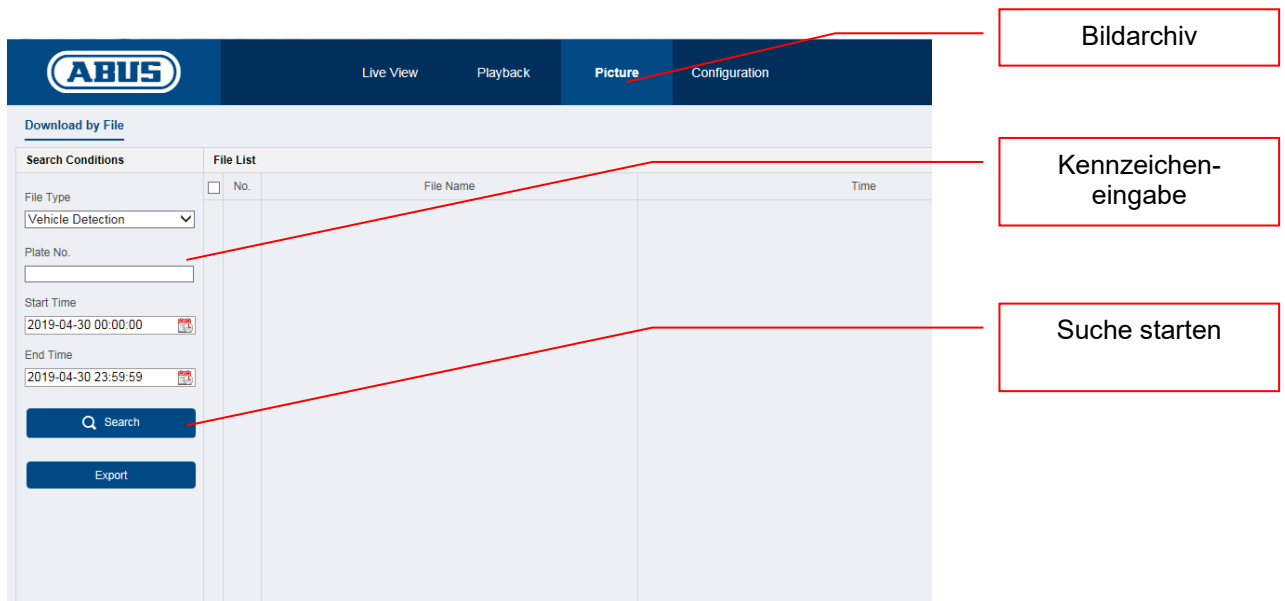 Bildarchiv
ABUS
Live View Playback Picture Configuration
Download by File
Search Conditions File List
No. File Name Time
File Type
Vehicle Detection
Plate No.
Start Time
2019-04-30 00:00:00
End Time
2019-04-30 23:59:59
Search
Export
Kennzeichen-
eingabe
Suche starten